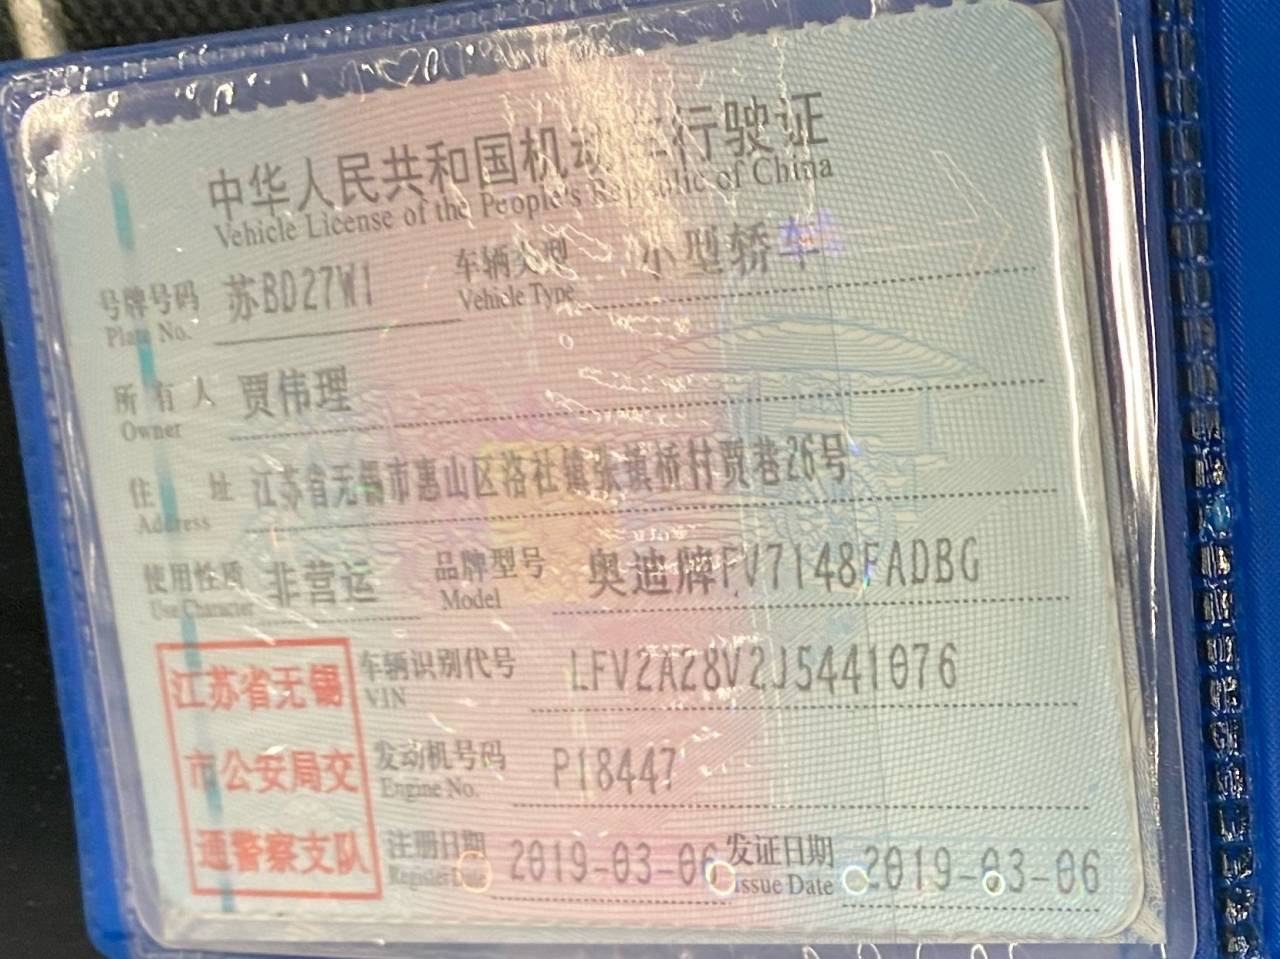 中华人民共和国机动车行驶证
Vehicle License of the People's Republic of China
号牌号码 苏BD27W1 车辆类型 小型轿车
Plate No. Vehicle Type
所有人 贾伟理
Owner
住址 江苏省无锡市惠山区洛社镇张镇桥村贾巷26号
Address
使用性质 非营运 品牌型号 奥迪牌FV7148FADBG
Use Character Model
车辆识别代号 LFV2A28V2J5441076
VIN
发动机号码 P18447
Engine No.
注册日期 2019-03-06 发证日期 2019-03-06
Register Date Issue Date
江苏省无锡
市公安局交
通警察支队